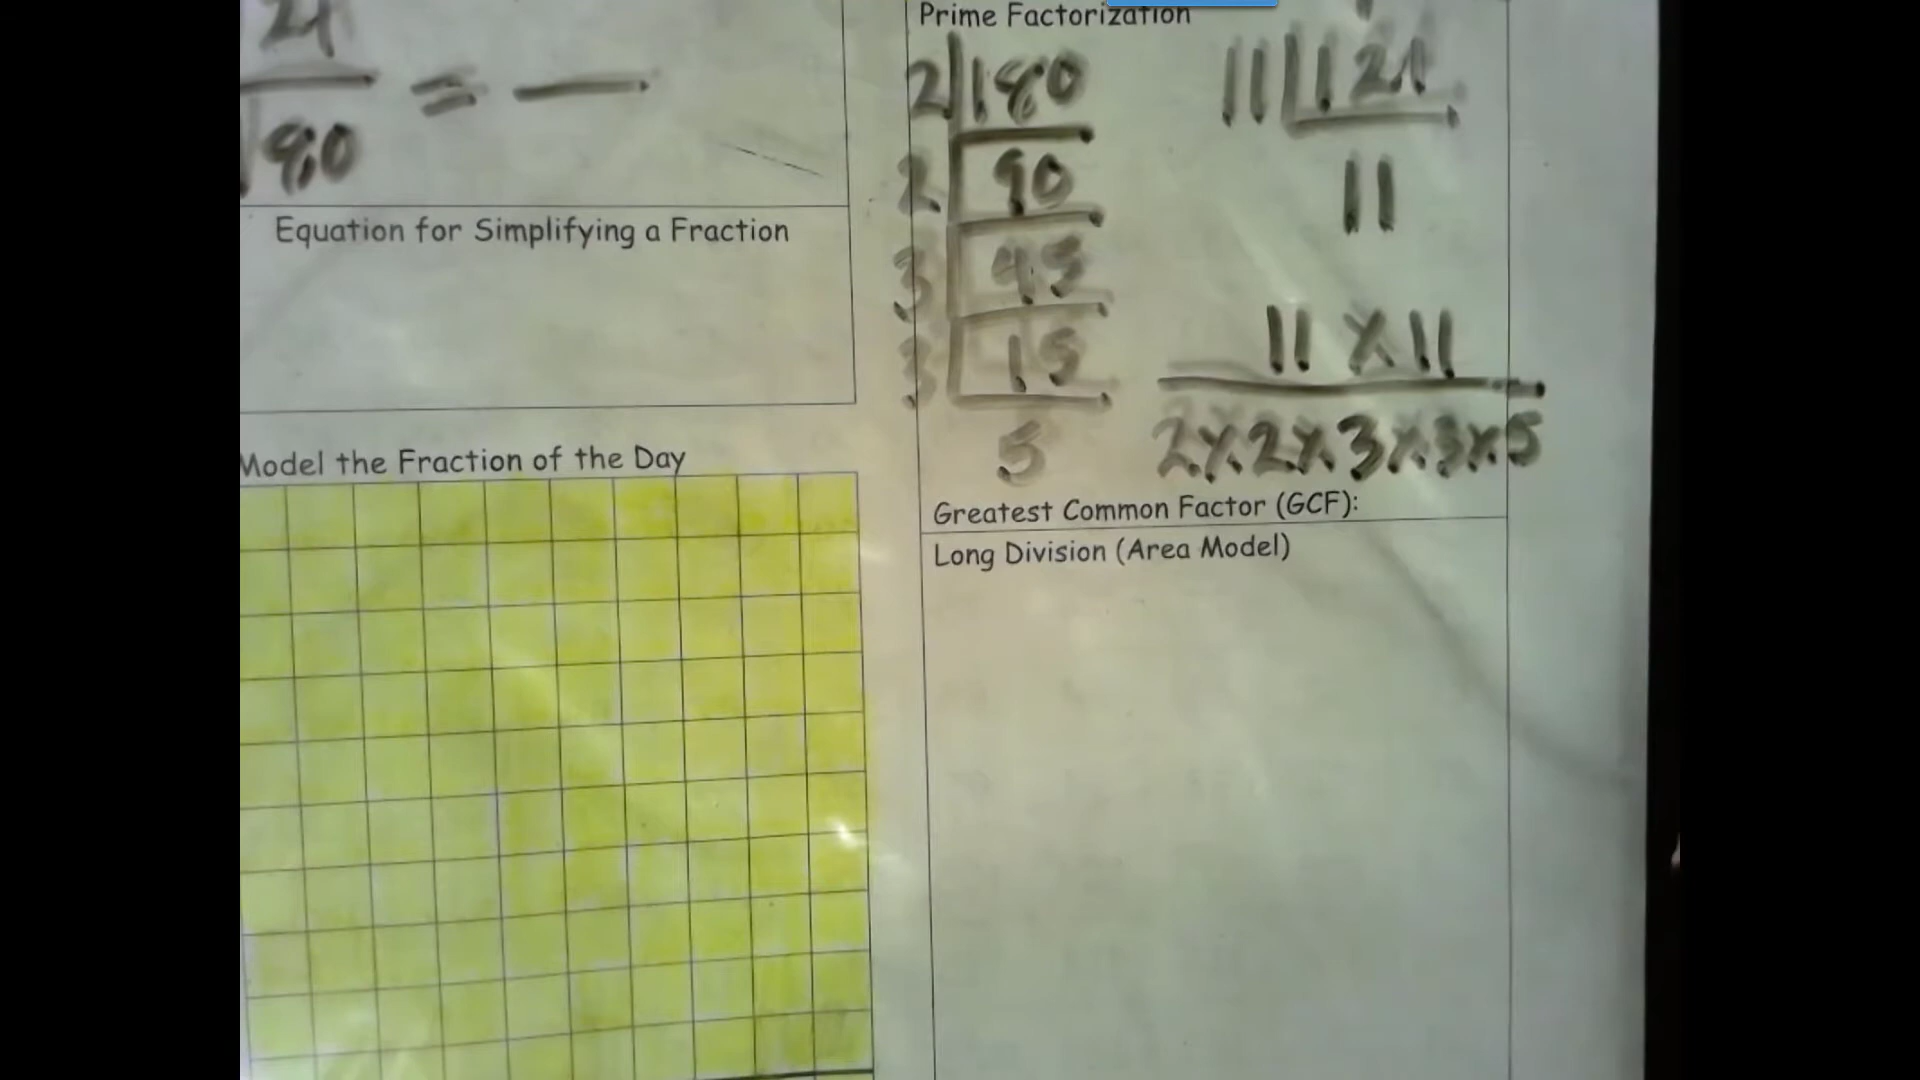 21
— = —
180
Equation for Simplifying a Fraction
Model the Fraction of the Day
Prime Factorization
2 180
2 90
3 45
3 15
5
11 121
11
11 x 11
2 x 2 x 3 x 3 x 5
Greatest Common Factor (GCF):
Long Division (Area Model)